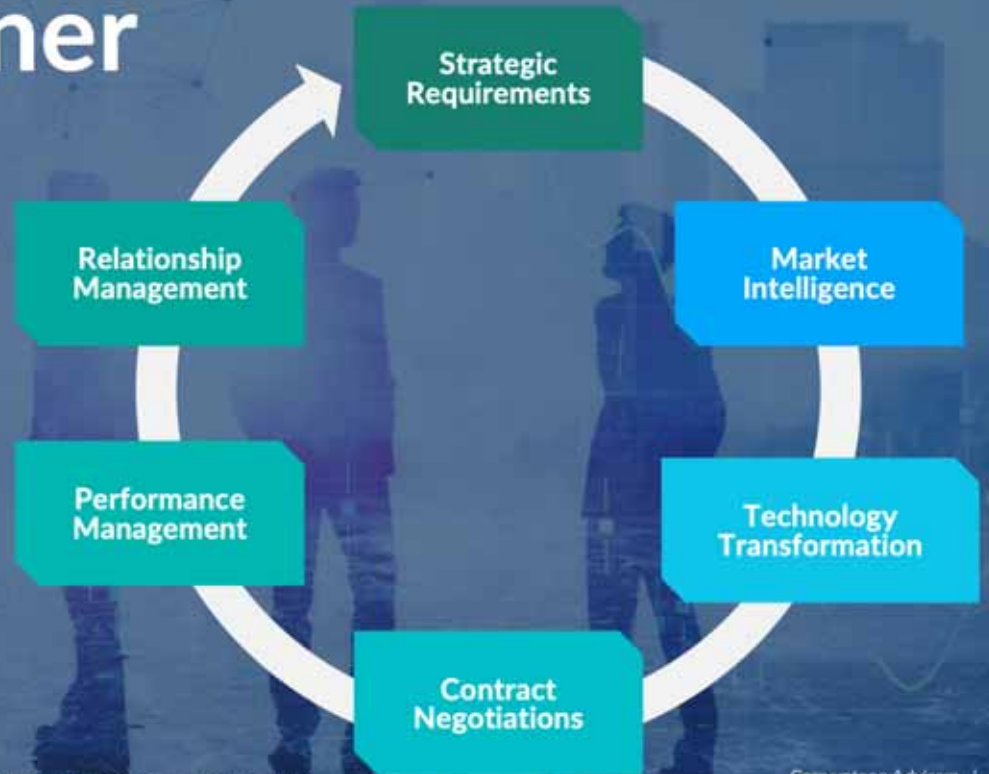 ner
Strategic
Requirements
Market
Intelligence
Technology
Transformation
Contract
Negotiations
Performance
Management
Relationship
Management